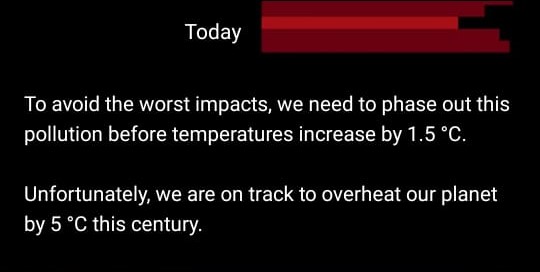 Today
To avoid the worst impacts, we need to phase out this
pollution before temperatures increase by 1.5 °C.
Unfortunately, we are on track to overheat our planet
by 5 °C this century.